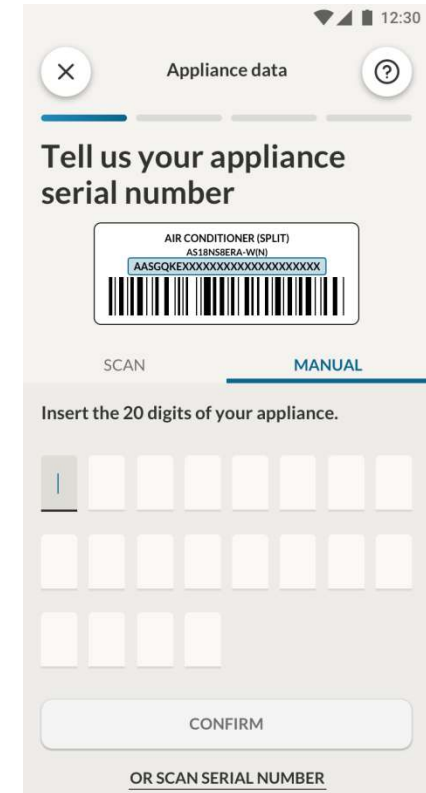 12:30
Appliance data
Tell us your appliance
serial number
AIR CONDITIONER (SPLIT)
AS18NS8ERA-W(N)
AASGQKEXXXXXXXXXXXXXXXXXXXX
SCAN MANUAL
Insert the 20 digits of your appliance.
CONFIRM
OR SCAN SERIAL NUMBER